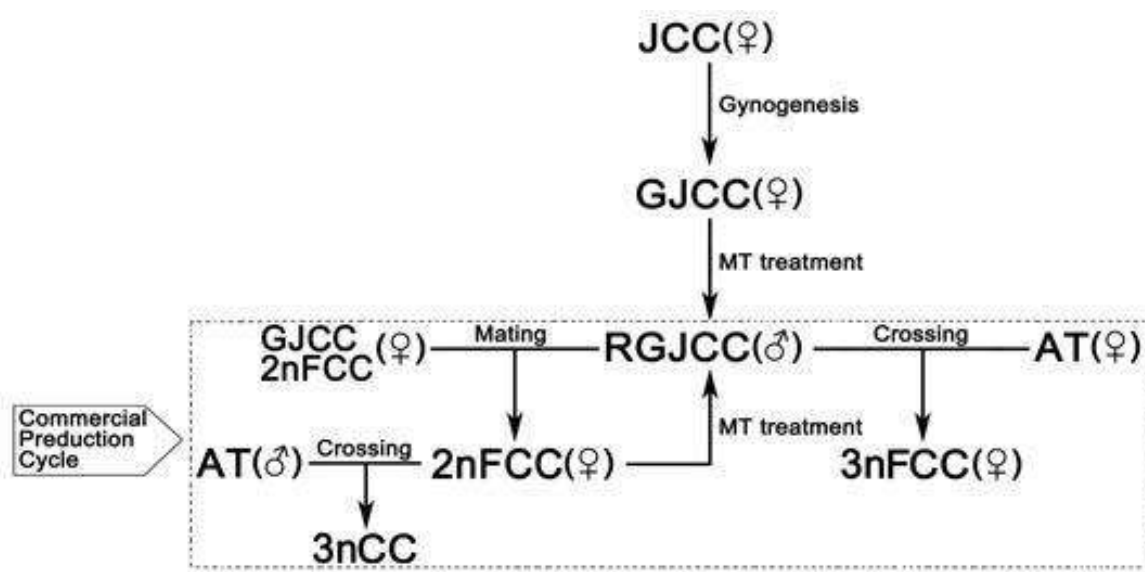 JCC(♀)
Gynogenesis
GJCC(♀)
MT treatment
GJCC
2nFCC (♀)
Mating
RGJCC(♂)
Crossing
AT(♀)
Commercial
Preduction
Cycle
AT(♂)
Crossing
2nFCC(♀)
MT treatment
3nFCC(♀)
3nCC